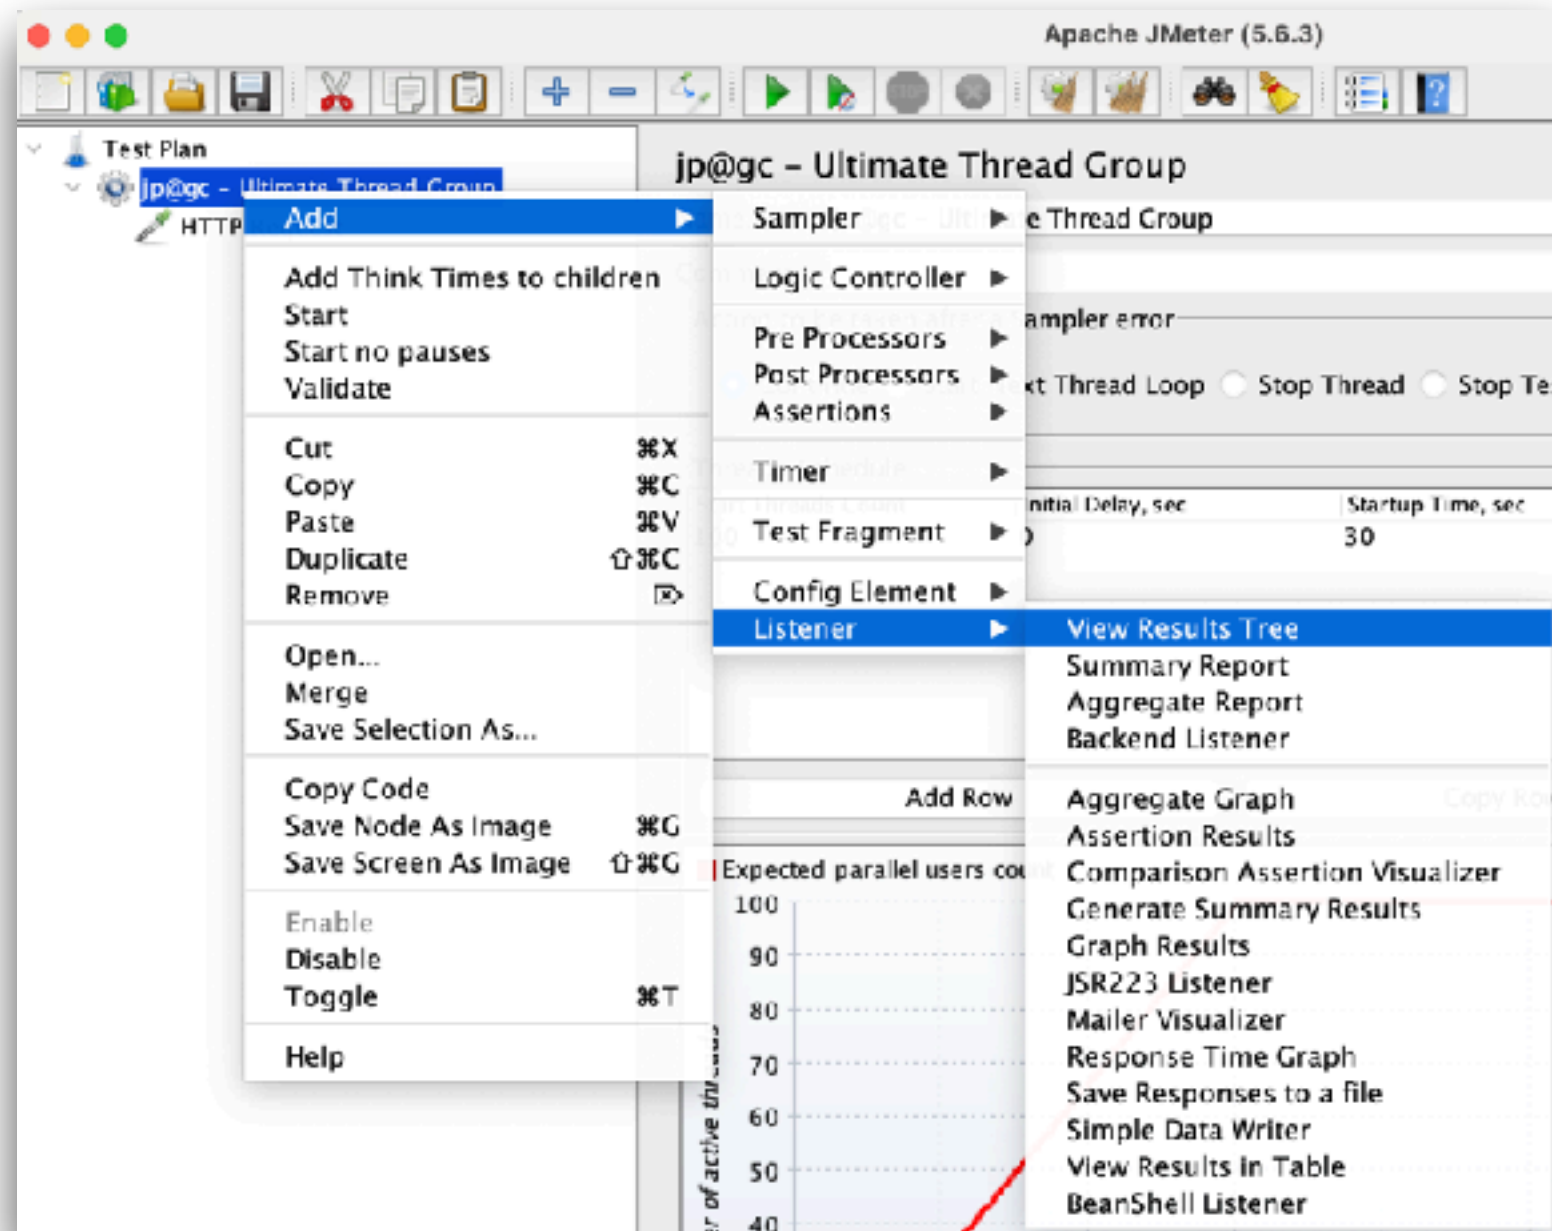 Apache JMeter (5.6.3)
Test Plan
jp@gc - Ultimate Thread Group
HTTP
jp@gc – Ultimate Thread Group
e Thread Group
ampler error
xt Thread Loop
Stop Thread
Stop Te
nitial Delay, sec
Startup Time, sec
30
Add Row
Copy Row
Expected parallel users cou
100
90
80
70
60
50
40
er of active threads
Add
Add Think Times to children
Start
Start no pauses
Validate
Cut ⌘X
Copy ⌘C
Paste ⌘V
Duplicate ⇧⌘C
Remove ⌦
Open...
Merge
Save Selection As...
Copy Code
Save Node As Image ⌘G
Save Screen As Image ⇧⌘G
Enable
Disable
Toggle ⌘T
Help
Sampler
Logic Controller
Pre Processors
Post Processors
Assertions
Timer
Test Fragment
Config Element
Listener
View Results Tree
Summary Report
Aggregate Report
Backend Listener
Aggregate Graph
Assertion Results
Comparison Assertion Visualizer
Generate Summary Results
Graph Results
JSR223 Listener
Mailer Visualizer
Response Time Graph
Save Responses to a file
Simple Data Writer
View Results in Table
BeanShell Listener